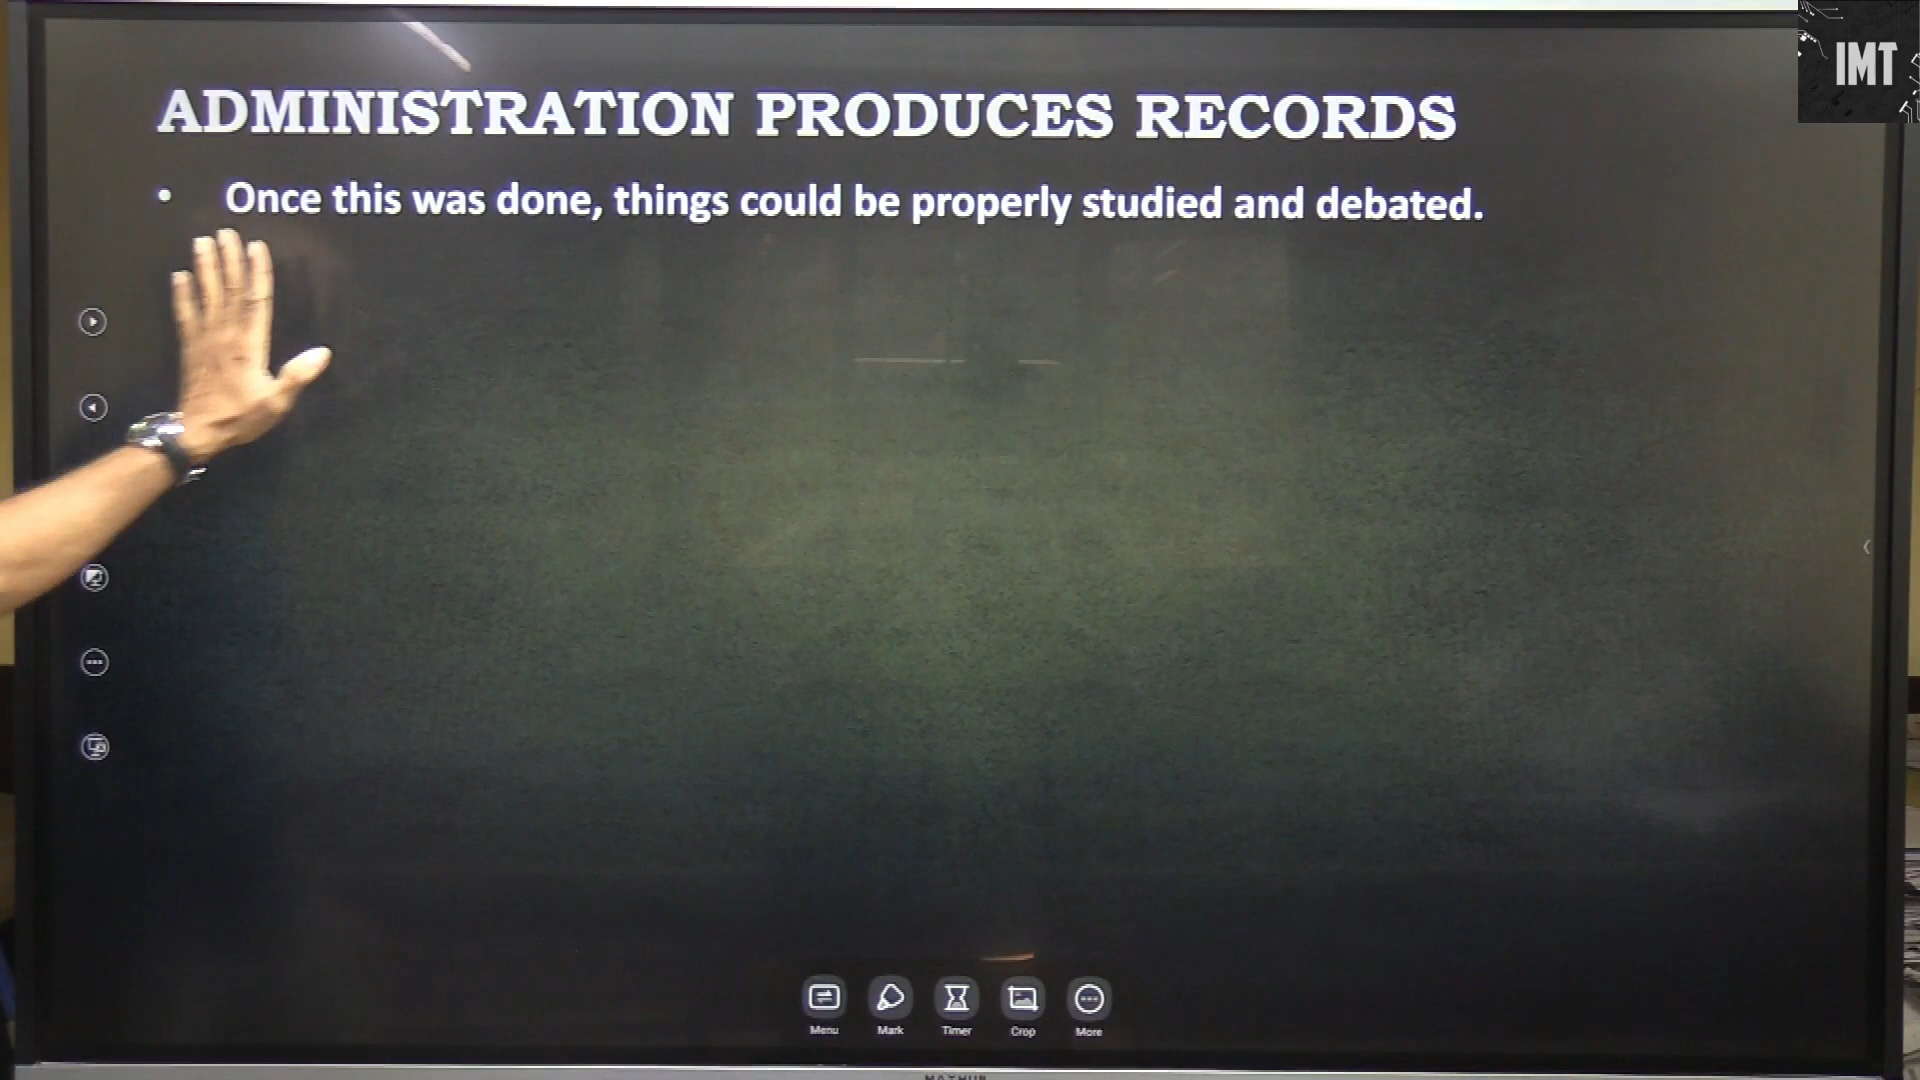 IMT
ADMINISTRATION PRODUCES RECORDS
• Once this was done, things could be properly studied and debated.
Menu
Mark
Timer
Crop
More